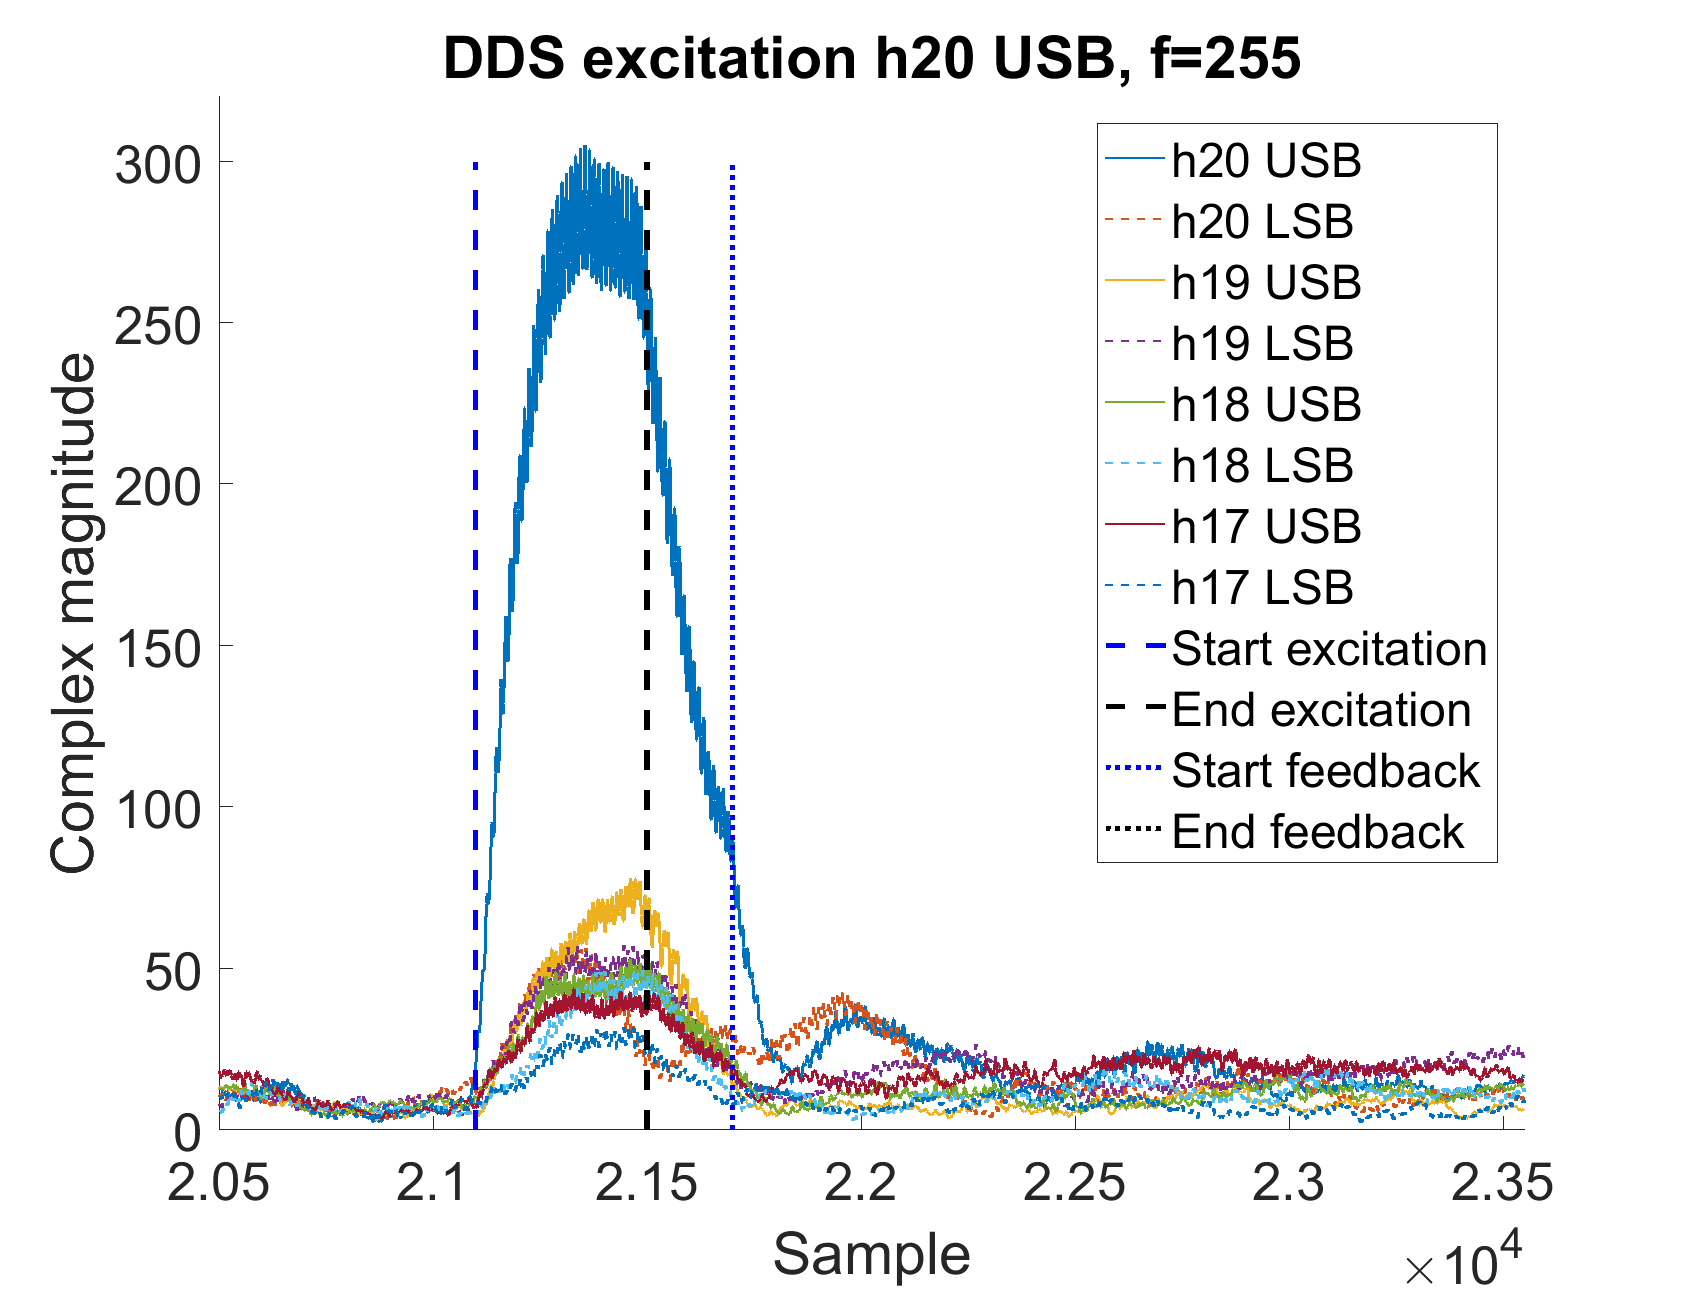 DDS excitation h20 USB, f=255
Complex magnitude
300
250
200
150
100
50
0
h20 USB
h20 LSB
h19 USB
h19 LSB
h18 USB
h18 LSB
h17 USB
h17 LSB
Start excitation
End excitation
Start feedback
End feedback
2.05 2.1 2.15 2.2 2.25 2.3 2.35
Sample
×10⁴